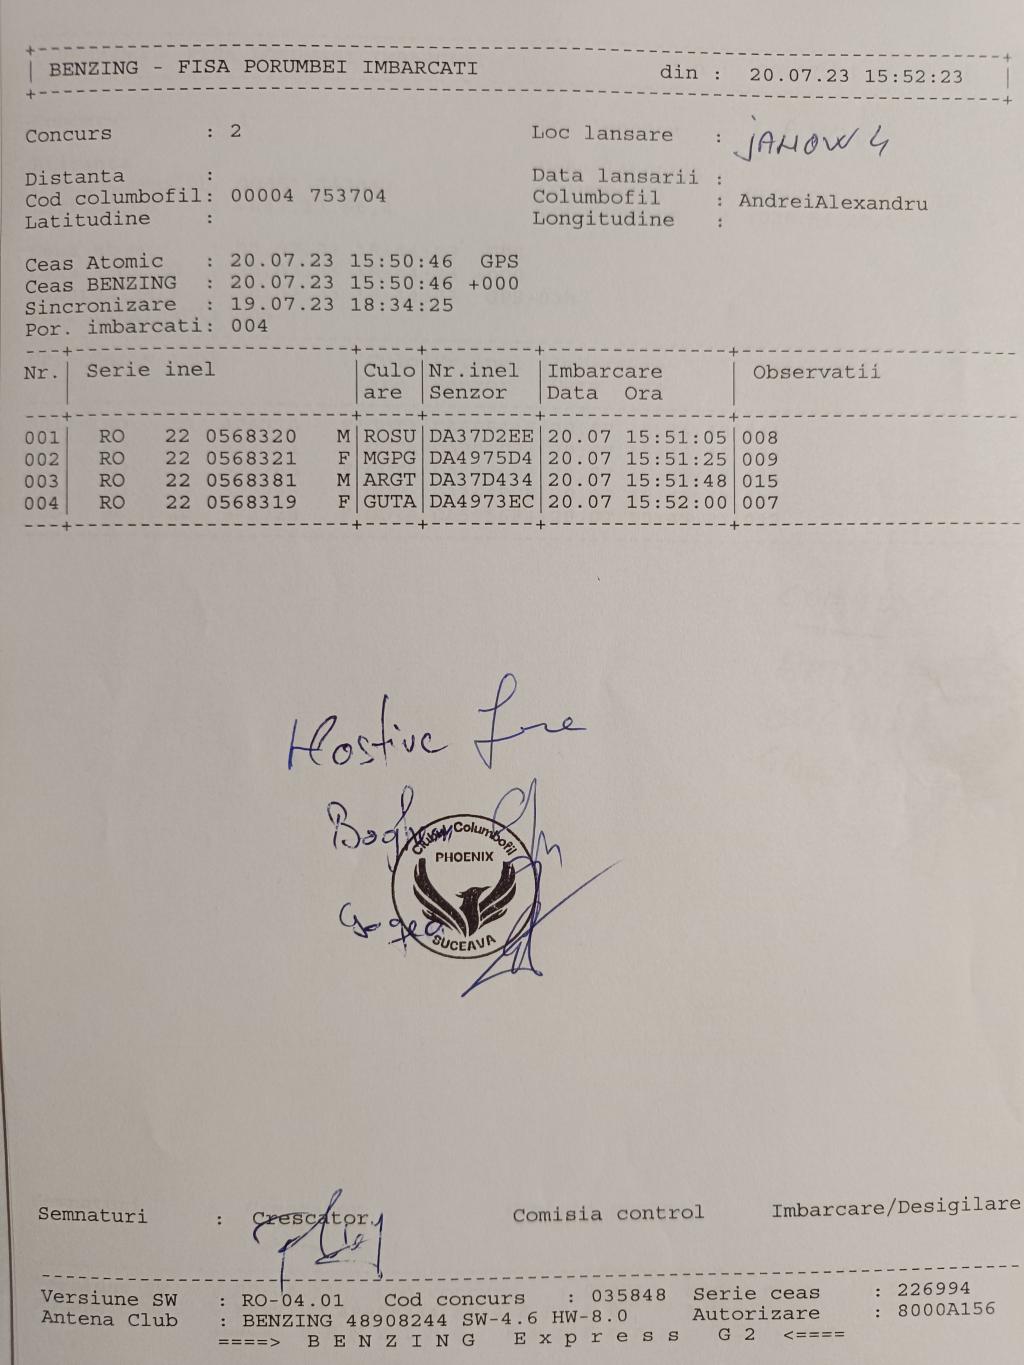 BENZING - FISA PORUMBEI IMBARCATI din : 20.07.23 15:52:23
Concurs : 2 Loc lansare : JANOW 4
Distanta : Data lansarii :
Cod columbofil: 00004 753704 Columbofil : AndreiAlexandru
Latitudine : Longitudine :
Ceas Atomic : 20.07.23 15:50:46 GPS
Ceas BENZING : 20.07.23 15:50:46 +000
Sincronizare : 19.07.23 18:34:25
Por. imbarcati: 004
Nr.| Serie inel |Culo|Nr.inel |Imbarcare | Observatii
|are |Senzor |Data Ora |
001| RO 22 0568320 M|ROSU|DA37D2EE|20.07 15:51:05|008
002| RO 22 0568321 F|MGPG|DA4975D4|20.07 15:51:25|009
003| RO 22 0568381 M|ARGT|DA37D434|20.07 15:51:48|015
004| RO 22 0568319 F|GUTA|DA4973EC|20.07 15:52:00|007
Hostiuc
Clubul Columbofil
PHOENIX
SUCEAVA
Semnaturi : Crescator Comisia control Imbarcare/Desigilare
Versiune SW : RO-04.01 Cod concurs : 035848 Serie ceas : 226994
Antena Club : BENZING 48908244 SW-4.6 HW-8.0 Autorizare : 8000A156
====> B E N Z I N G E x p r e s s G 2 <====